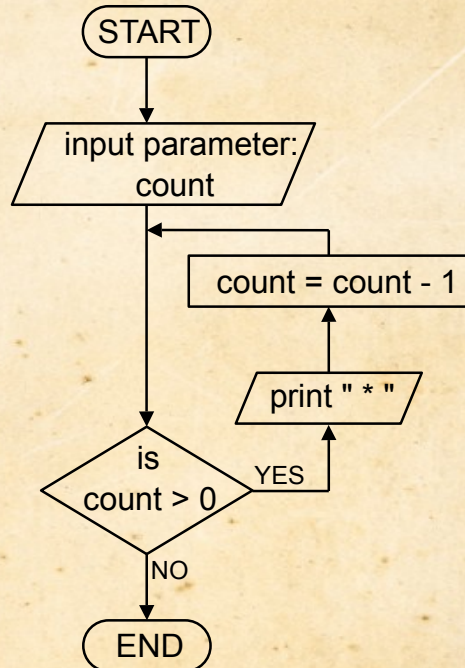 START
input parameter:
count
count = count - 1
print " * "
is
count > 0
YES
NO
END